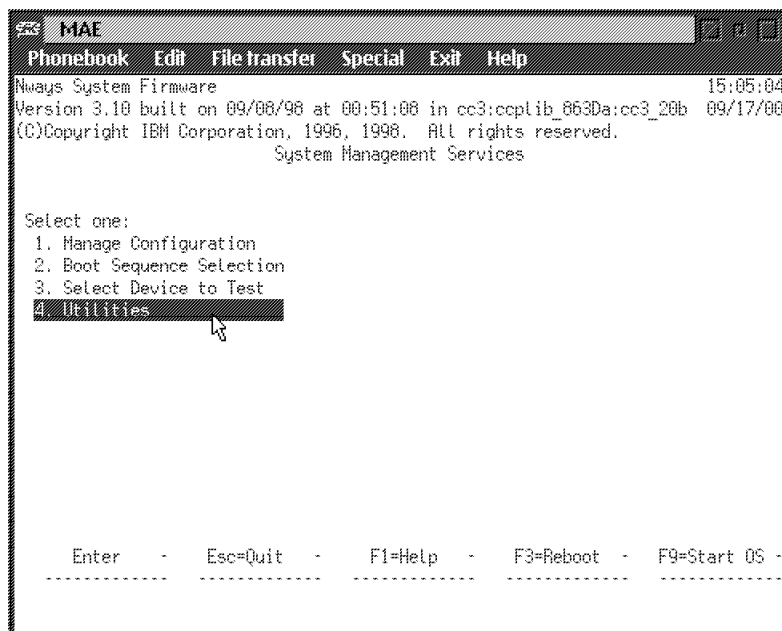 MAE
Phonebook Edit File transfer Special Exit Help
Nways System Firmware 15:05:04
Version 3.10 built on 09/08/98 at 00:51:08 in cc3:ccplib_863Da:cc3_20b 09/17/00
(C)Copyright IBM Corporation, 1996, 1998. All rights reserved.
System Management Services
Select one:
1. Manage Configuration
2. Boot Sequence Selection
3. Select Device to Test
4. Utilities
Enter - Esc=Quit - F1=Help - F3=Reboot - F9=Start OS -